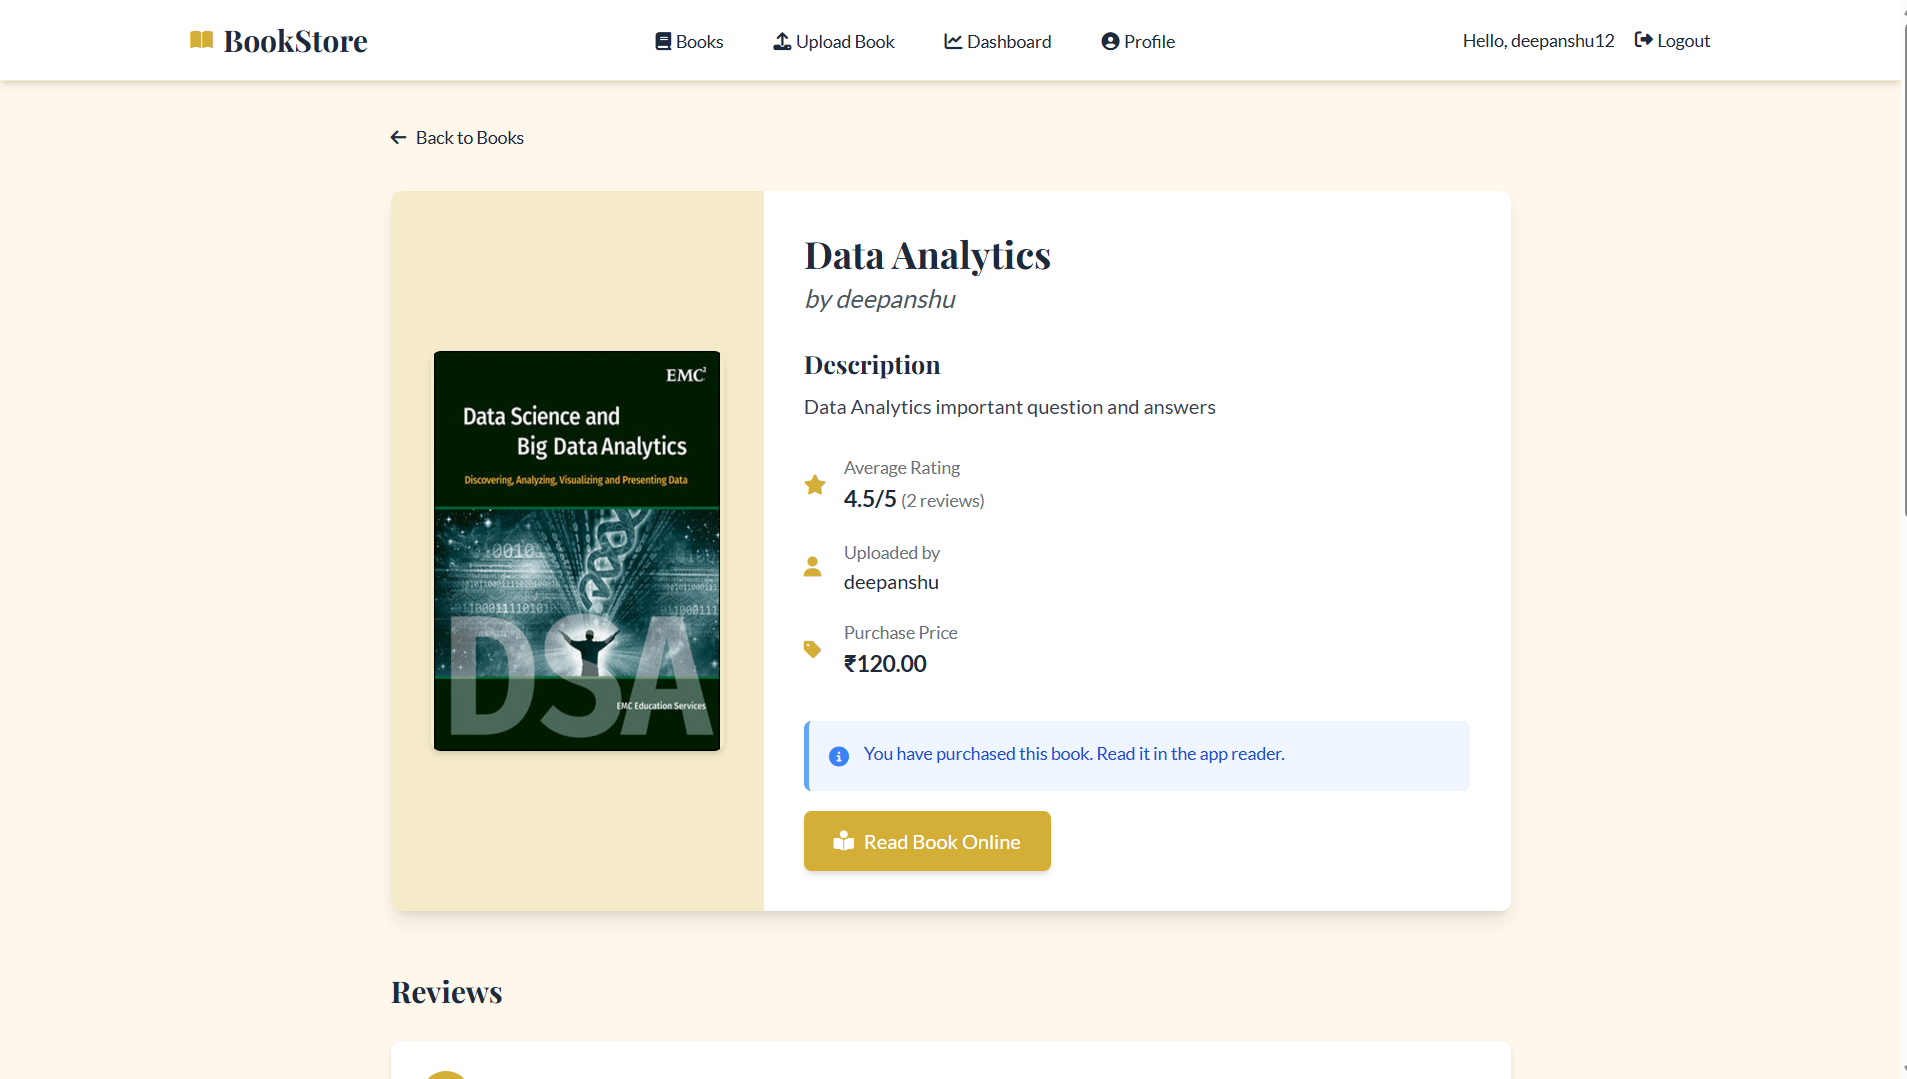 BookStore
Books
Upload Book
Dashboard
Profile
Hello, deepanshu12
Logout
Back to Books
EMC²
Data Science and
Big Data Analytics
Discovering, Analyzing, Visualizing and Presenting Data
DSA
EMC Education Services
Data Analytics
by deepanshu
Description
Data Analytics important question and answers
Average Rating
4.5/5 (2 reviews)
Uploaded by
deepanshu
Purchase Price
₹120.00
You have purchased this book. Read it in the app reader.
Read Book Online
Reviews